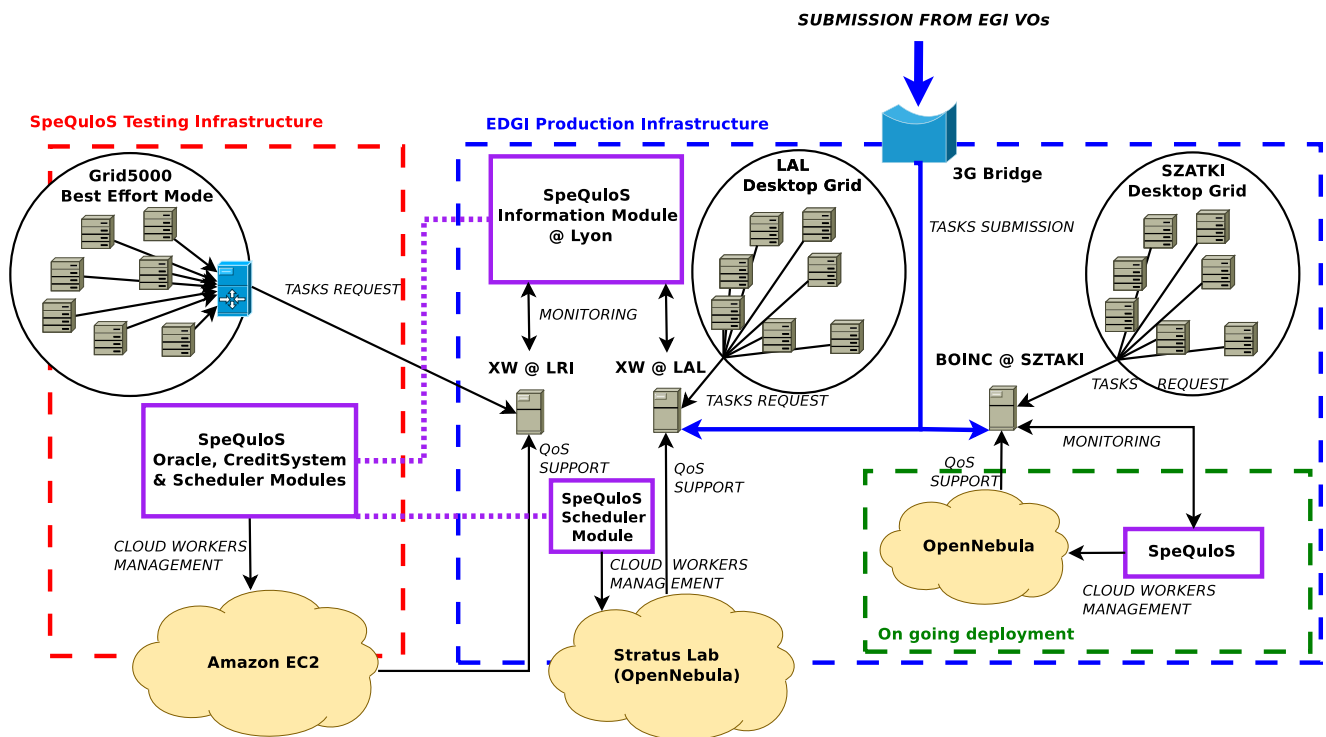 SUBMISSION FROM EGI VOs
SpeQuloS Testing Infrastructure
EDGI Production Infrastructure
Grid5000
Best Effort Mode
SpeQuloS
Information Module
@ Lyon
LAL
Desktop Grid
3G Bridge
SZATKI
Desktop Grid
TASKS SUBMISSION
TASKS REQUEST
MONITORING
XW @ LRI
XW @ LAL
BOINC @ SZTAKI
TASKS REQUEST
TASKS REQUEST
SpeQuloS
Oracle, CreditSystem
& Scheduler Modules
QoS
SUPPORT
QoS
SUPPORT
MONITORING
QoS
SUPPORT
SpeQuloS
Scheduler
Module
OpenNebula
SpeQuloS
CLOUD WORKERS
MANAGEMENT
CLOUD WORKERS
MANAGEMENT
CLOUD WORKERS
MANAGEMENT
On going deployment
Amazon EC2
Stratus Lab
(OpenNebula)